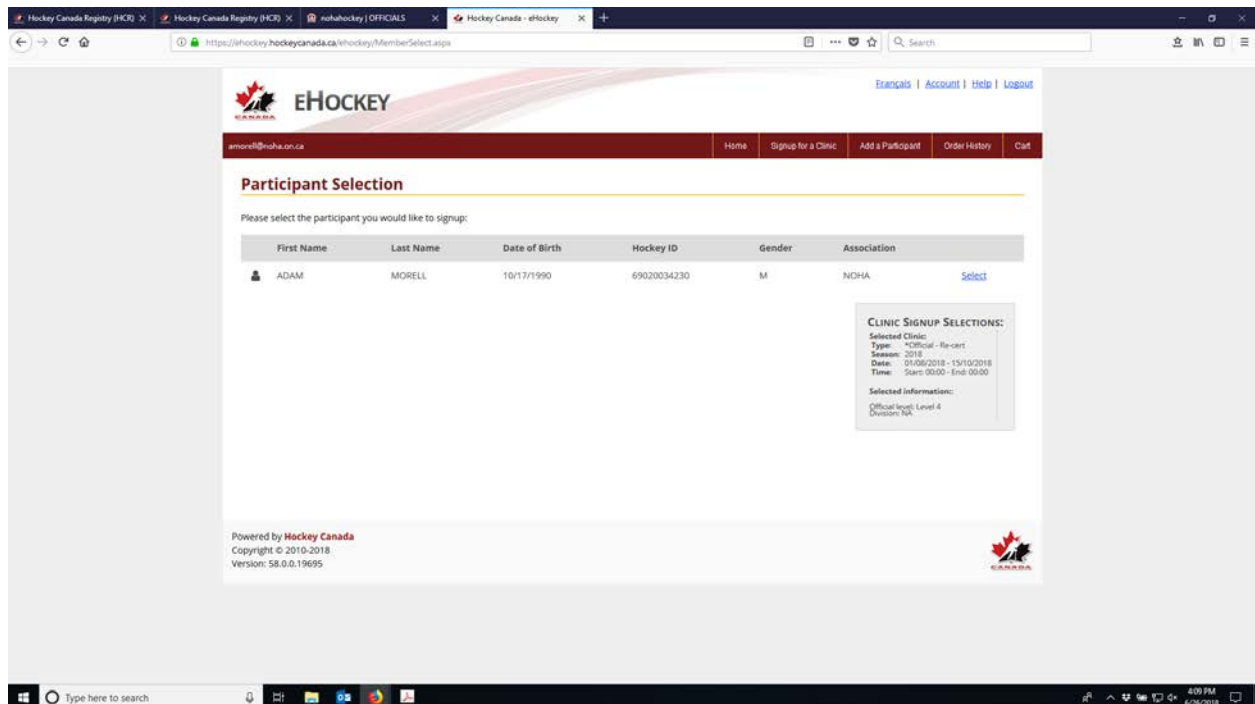 Hockey Canada Registry (HCR)
Hockey Canada Registry (HCR)
nohahockey | OFFICIALS
Hockey Canada - eHockey
https://ehockey.hockeycanada.ca/ehockey/MemberSelect.aspx
Search
CANADA
EHOCKEY
Français | Account | Help | Logout
amorell@noha.on.ca
Home Signup for a Clinic Add a Participant Order History Cart
Participant Selection
Please select the participant you would like to signup:
First Name Last Name Date of Birth Hockey ID Gender Association
ADAM MORELL 10/17/1990 69020034230 M NOHA Select
CLINIC SIGNUP SELECTIONS:
Selected Clinic:
Type: *Official - Re-cert
Season: 2018
Date: 01/08/2018 - 15/10/2018
Time: Start: 00:00 - End: 00:00
Selected information::
Official level: Level 4
Division: NA
Powered by Hockey Canada
Copyright © 2010-2018
Version: 58.0.0.19695
CANADA
Type here to search
4:09 PM
6/26/2018